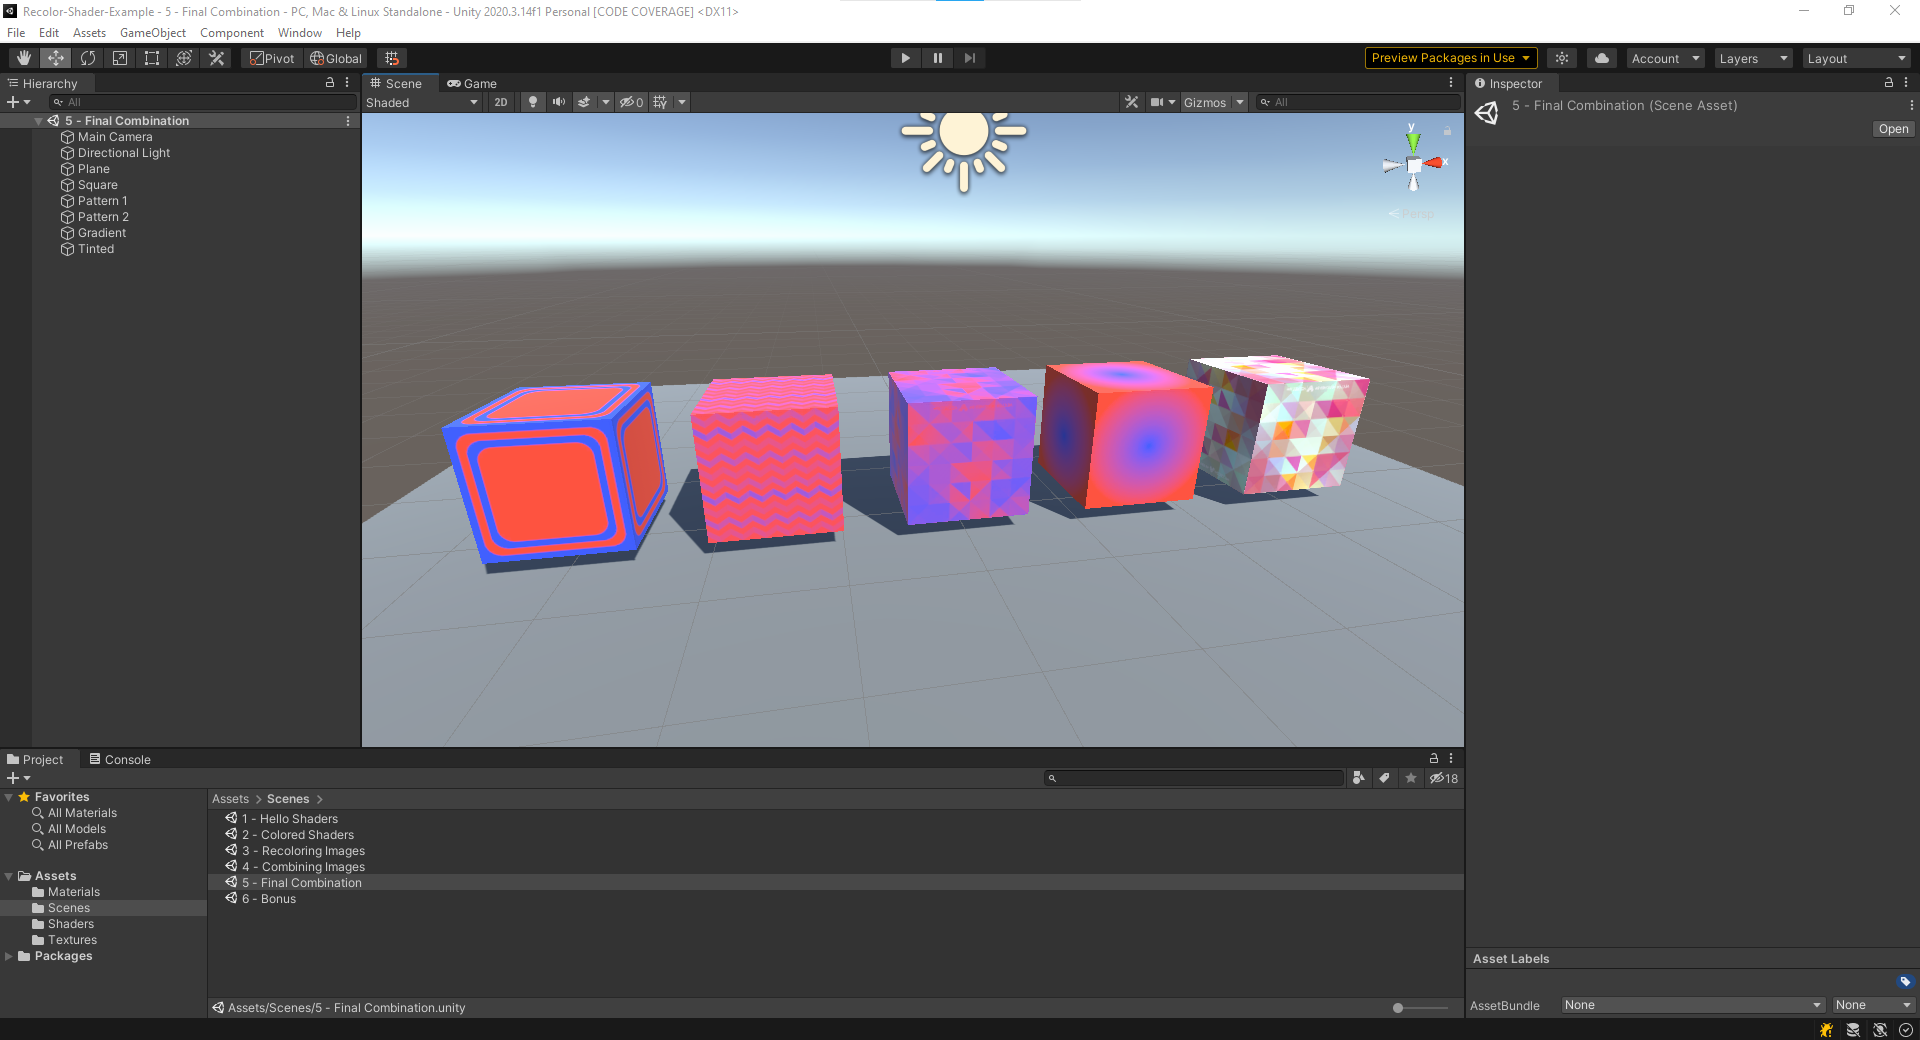 Recolor-Shader-Example - 5 - Final Combination - PC, Mac & Linux Standalone - Unity 2020.3.14f1 Personal [CODE COVERAGE] <DX11>
File Edit Assets GameObject Component Window Help
Pivot Global Preview Packages in Use Account Layers Layout
Hierarchy
All
5 - Final Combination
Main Camera
Directional Light
Plane
Square
Pattern 1
Pattern 2
Gradient
Tinted
Scene Game
Shaded 2D 0 Gizmos All
y
x
Persp
Inspector
5 - Final Combination (Scene Asset)
Open
Project Console
18
Favorites
All Materials
All Models
All Prefabs
Assets
Materials
Scenes
Shaders
Textures
Packages
Assets > Scenes >
1 - Hello Shaders
2 - Colored Shaders
3 - Recoloring Images
4 - Combining Images
5 - Final Combination
6 - Bonus
Assets/Scenes/5 - Final Combination.unity
Asset Labels
AssetBundle None None